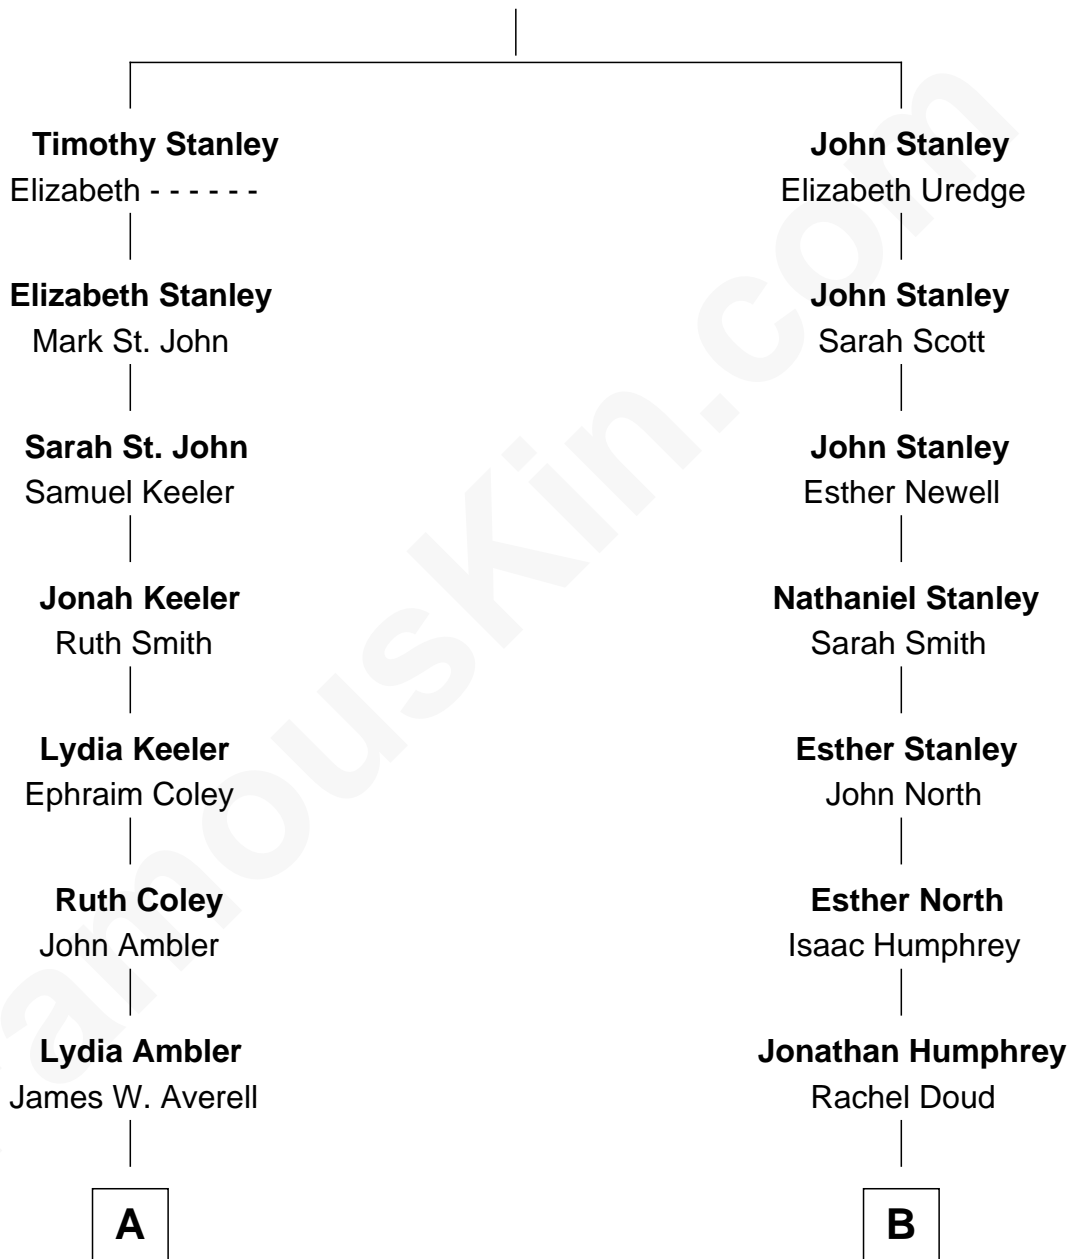 Timothy Stanley
Elizabeth - - - - - -
Elizabeth Stanley
Mark St. John
Sarah St. John
Samuel Keeler
Jonah Keeler
Ruth Smith
Lydia Keeler
Ephraim Coley
Ruth Coley
John Ambler
Lydia Ambler
James W. Averell
A
John Stanley
Elizabeth Uredge
John Stanley
Sarah Scott
John Stanley
Esther Newell
Nathaniel Stanley
Sarah Smith
Esther Stanley
John North
Esther North
Isaac Humphrey
Jonathan Humphrey
Rachel Doud
B
amouskin.com